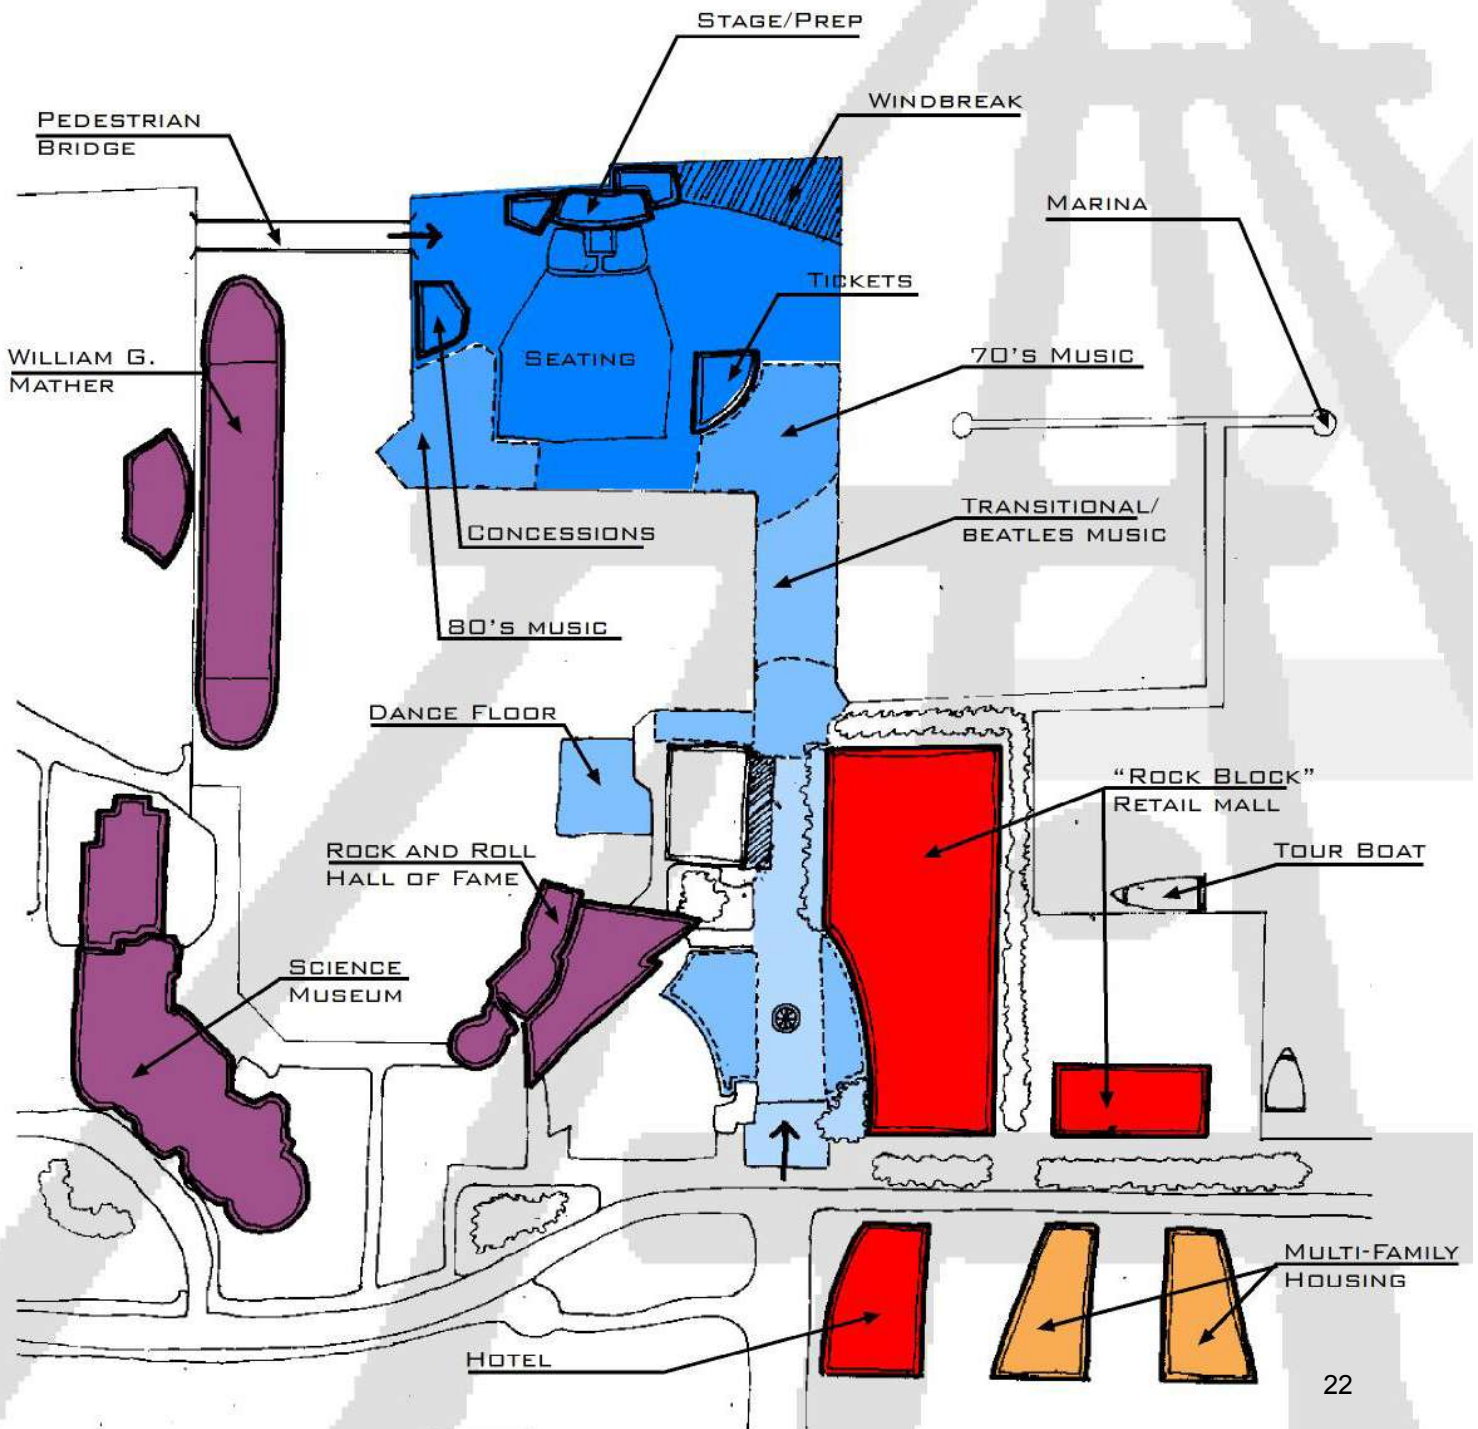 STAGE/PREP
WINDBREAK
PEDESTRIAN
BRIDGE
MARINA
TICKETS
WILLIAM G.
MATHER
SEATING
70'S MUSIC
CONCESSIONS
TRANSITIONAL/
BEATLES MUSIC
80'S MUSIC
DANCE FLOOR
"ROCK BLOCK"
RETAIL MALL
ROCK AND ROLL
HALL OF FAME
TOUR BOAT
SCIENCE
MUSEUM
MULTI-FAMILY
HOUSING
HOTEL
22